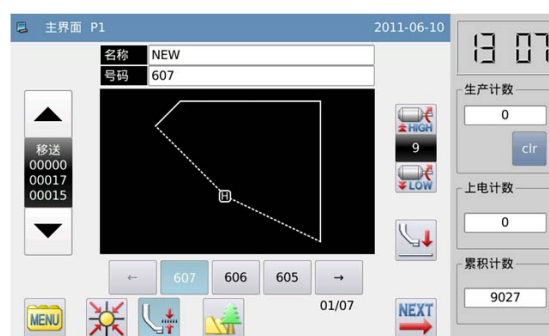 主界面 P1
2011-06-10
13 07
名称 NEW
号码 607
生产计数
0
clr
移送
00000
00017
00015
HIGH
9
LOW
H
上电计数
0
← 607 606 605 →
累积计数
9027
01/07
MENU
NEXT